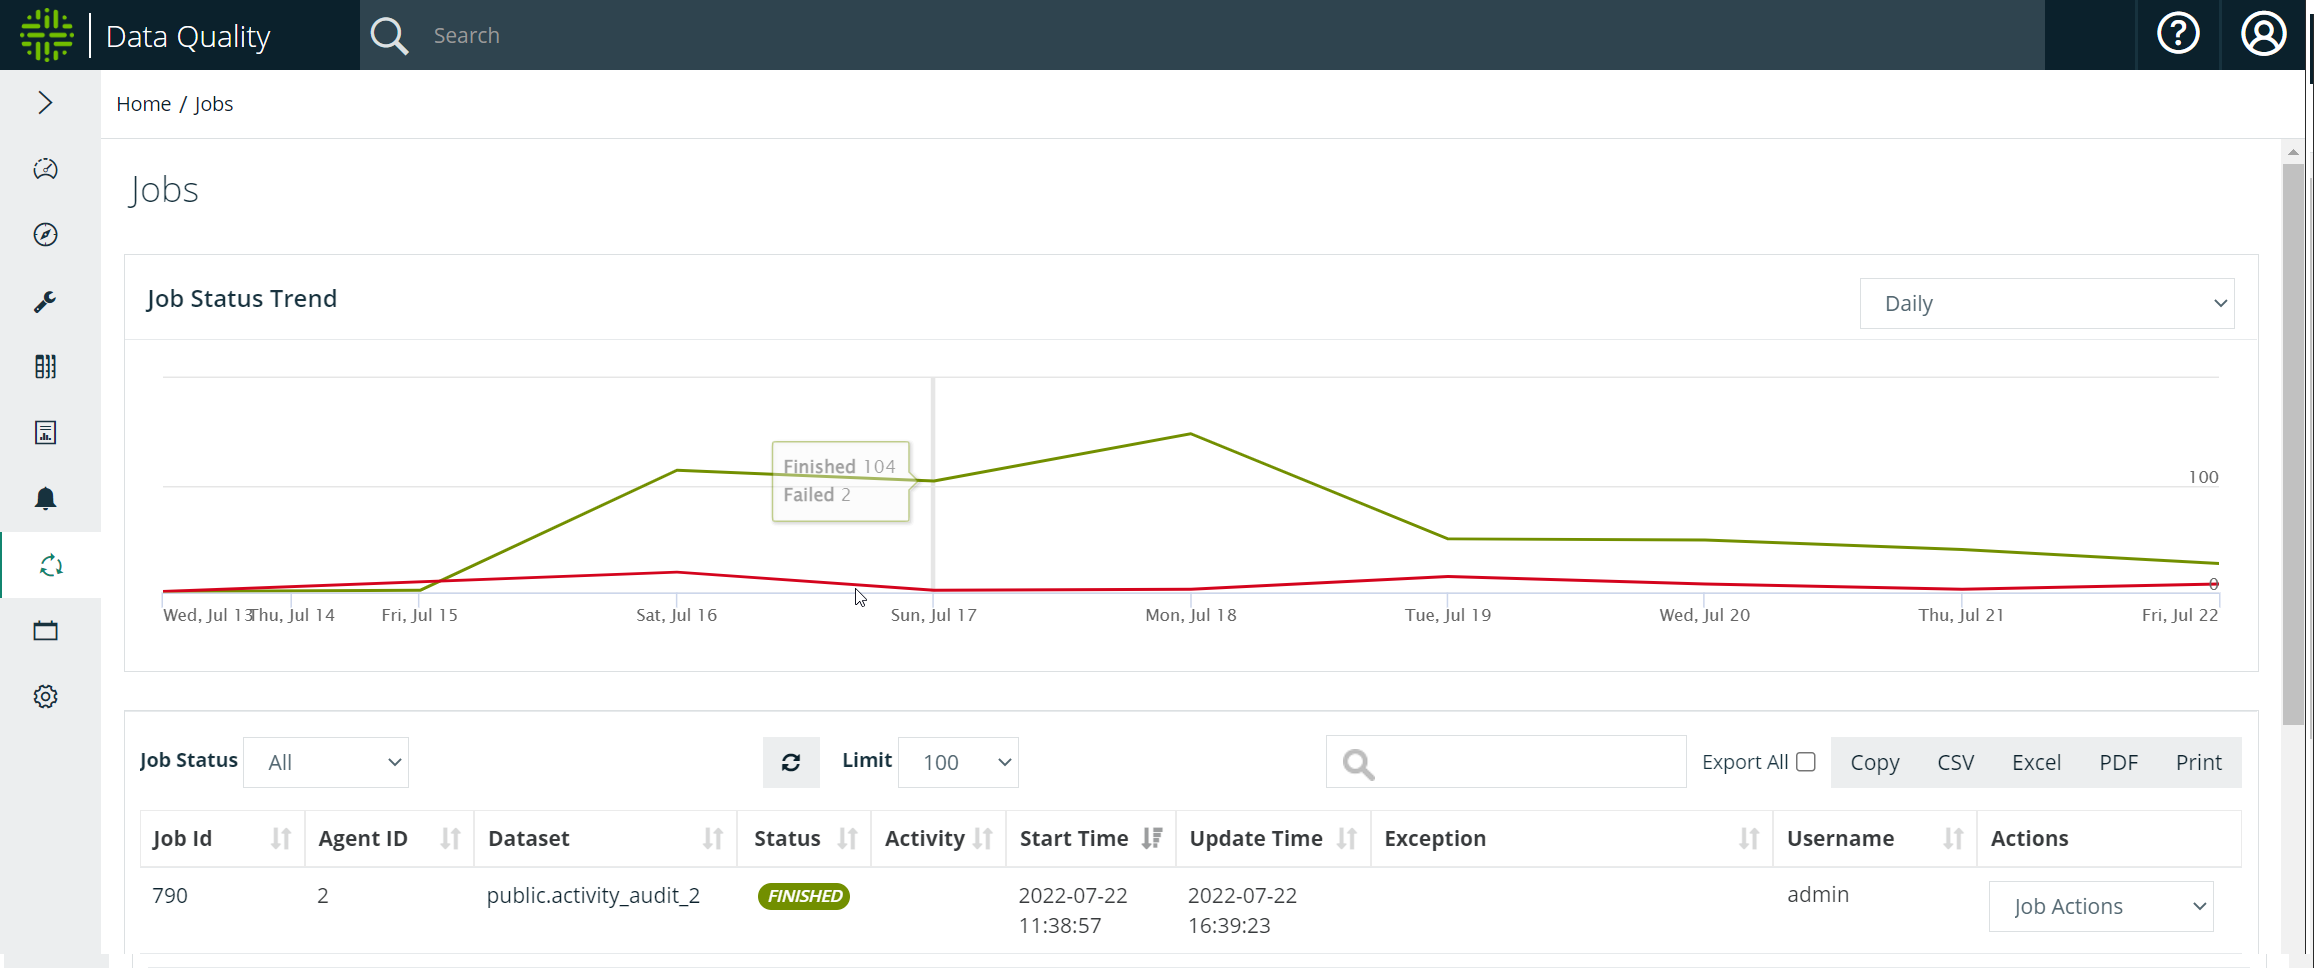 Data Quality
Search
Home / Jobs
Jobs
Job Status Trend
Daily
Finished 104
Failed 2
100
0
Wed, Jul 13 Thu, Jul 14 Fri, Jul 15 Sat, Jul 16 Sun, Jul 17 Mon, Jul 18 Tue, Jul 19 Wed, Jul 20 Thu, Jul 21 Fri, Jul 22
Job Status All Limit 100 Export All Copy CSV Excel PDF Print
Job Id Agent ID Dataset Status Activity Start Time Update Time Exception Username Actions
790 2 public.activity_audit_2 FINISHED 2022-07-22 2022-07-22 admin Job Actions
11:38:57 16:39:23